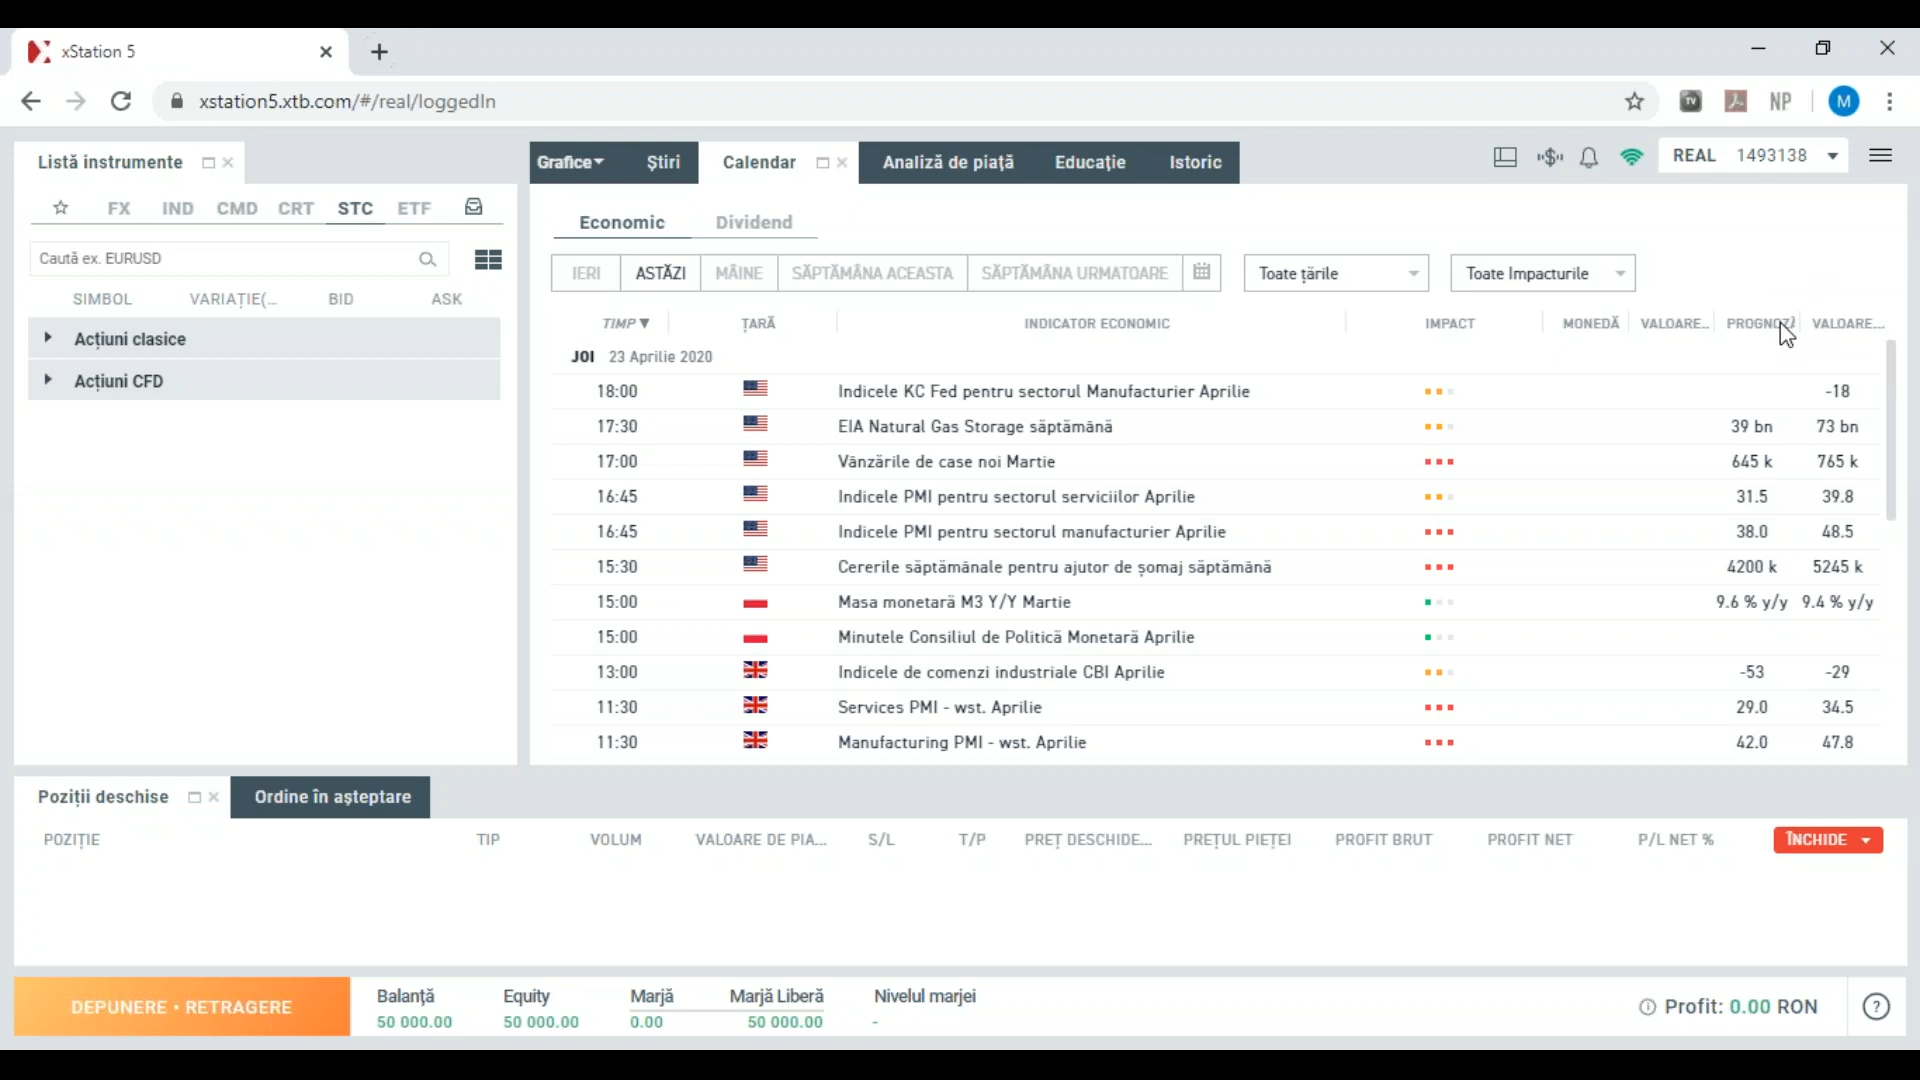 xStation 5
xstation5.xtb.com/#/real/loggedIn
NP
M
Listă instrumente
Grafice
Știri
Calendar
Analiză de piață
Educație
Istoric
REAL 1493138
FX IND CMD CRT STC ETF
Caută ex. EURUSD
SIMBOL VARIAȚIE(... BID ASK
Acțiuni clasice
Acțiuni CFD
Economic Dividend
IERI ASTĂZI MÂINE SĂPTĂMÂNA ACEASTA SĂPTĂMÂNA URMATOARE
Toate țările
Toate Impacturile
TIMP▼ ȚARĂ INDICATOR ECONOMIC IMPACT MONEDĂ VALOARE... VALOARE...
JOI 23 Aprilie 2020
18:00 Indicele KC Fed pentru sectorul Manufacturier Aprilie -18
17:30 EIA Natural Gas Storage săptămână 39 bn 73 bn
17:00 Vânzările de case noi Martie 645 k 765 k
16:45 Indicele PMI pentru sectorul serviciilor Aprilie 31.5 39.8
16:45 Indicele PMI pentru sectorul manufacturier Aprilie 38.0 48.5
15:30 Cererile săptămânale pentru ajutor de șomaj săptămână 4200 k 5245 k
15:00 Masa monetară M3 Y/Y Martie 9.6 % y/y 9.4 % y/y
15:00 Minutele Consiliul de Politică Monetară Aprilie
13:00 Indicele de comenzi industriale CBI Aprilie -53 -29
11:30 Services PMI - wst. Aprilie 29.0 34.5
11:30 Manufacturing PMI - wst. Aprilie 42.0 47.8
Poziții deschise
Ordine în așteptare
POZIȚIE TIP VOLUM VALOARE DE PIA... S/L T/P PREȚ DESCHIDE... PREȚUL PIEȚEI PROFIT BRUT PROFIT NET P/L NET %
ÎNCHIDE
DEPUNERE • RETRAGERE
Balanță Equity Marjă Marjă Liberă Nivelul marjei
50 000.00 50 000.00 0.00 50 000.00 -
Profit: 0.00 RON